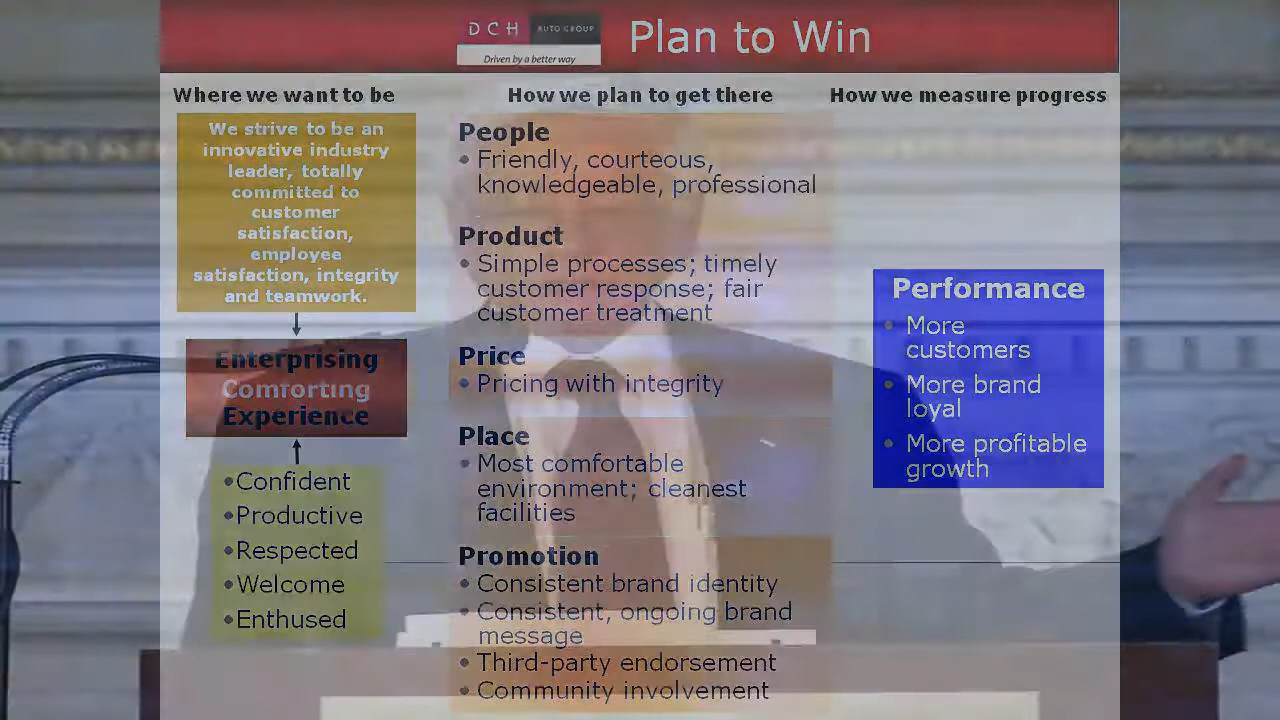 DCH AUTO GROUP
Driven by a better way
Plan to Win
Where we want to be
We strive to be an
innovative industry
leader, totally
committed to
customer
satisfaction,
employee
satisfaction, integrity
and teamwork.
Enterprising
Comforting
Experience
•Confident
•Productive
•Respected
•Welcome
•Enthused
How we plan to get there
People
• Friendly, courteous,
knowledgeable, professional
Product
• Simple processes; timely
customer response; fair
customer treatment
Price
• Pricing with integrity
Place
• Most comfortable
environment; cleanest
facilities
Promotion
• Consistent brand identity
• Consistent, ongoing brand
message
• Third-party endorsement
• Community involvement
How we measure progress
Performance
• More
customers
• More brand
loyal
• More profitable
growth